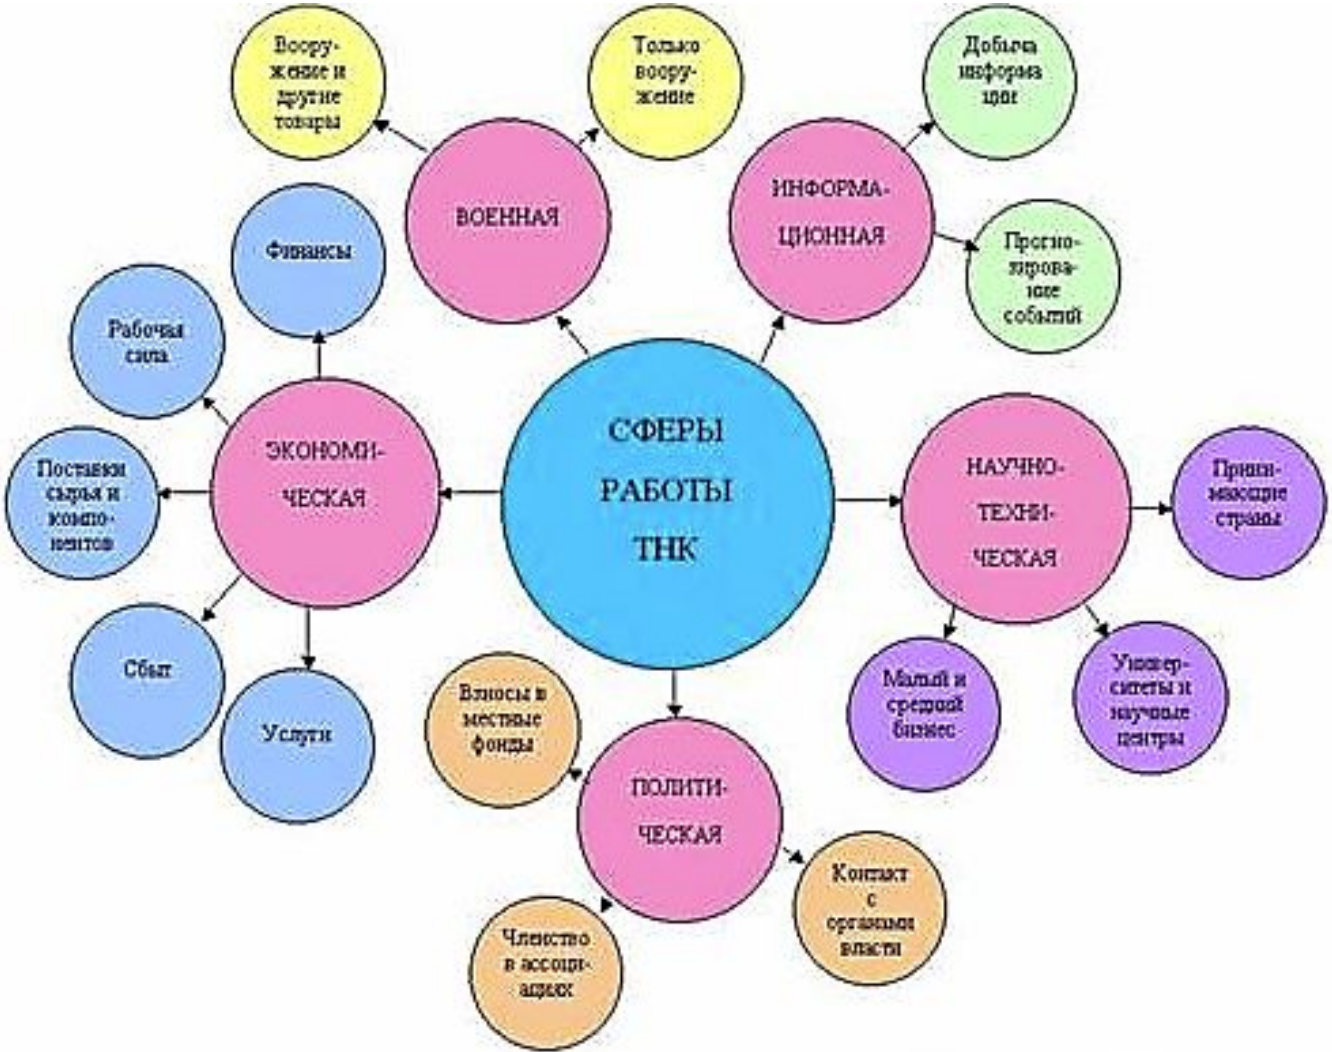 Воору-
жение и
другие
товары
Только
воору-
жение
Добыча
информа
ции
ВОЕННАЯ
ИНФОРМА-
ЦИОННАЯ
Прогно-
зирова-
ние
событий
Финансы
Рабочая
сила
Поставки
сырья и
компо-
нентов
ЭКОНОМИ-
ЧЕСКАЯ
Сбыт
Услуги
СФЕРЫ
РАБОТЫ
ТНК
НАУЧНО-
ТЕХНИ-
ЧЕСКАЯ
Прини-
мающие
страны
Малый и
средний
бизнес
Универ-
ситеты и
научные
центры
Взносы в
местные
фонды
ПОЛИТИ-
ЧЕСКАЯ
Членство
в ассоци-
ациях
Контакт
с
органами
власти